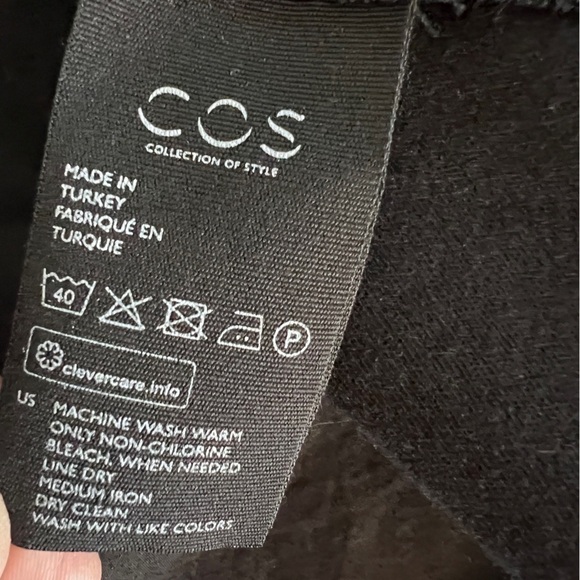 COS
COLLECTION OF STYLE
MADE IN
TURKEY
FABRIQUÉ EN
TURQUIE
40
P
clevercare.info
US MACHINE WASH WARM
ONLY NON-CHLORINE
BLEACH, WHEN NEEDED
LINE DRY
MEDIUM IRON
DRY CLEAN
WASH WITH LIKE COLORS